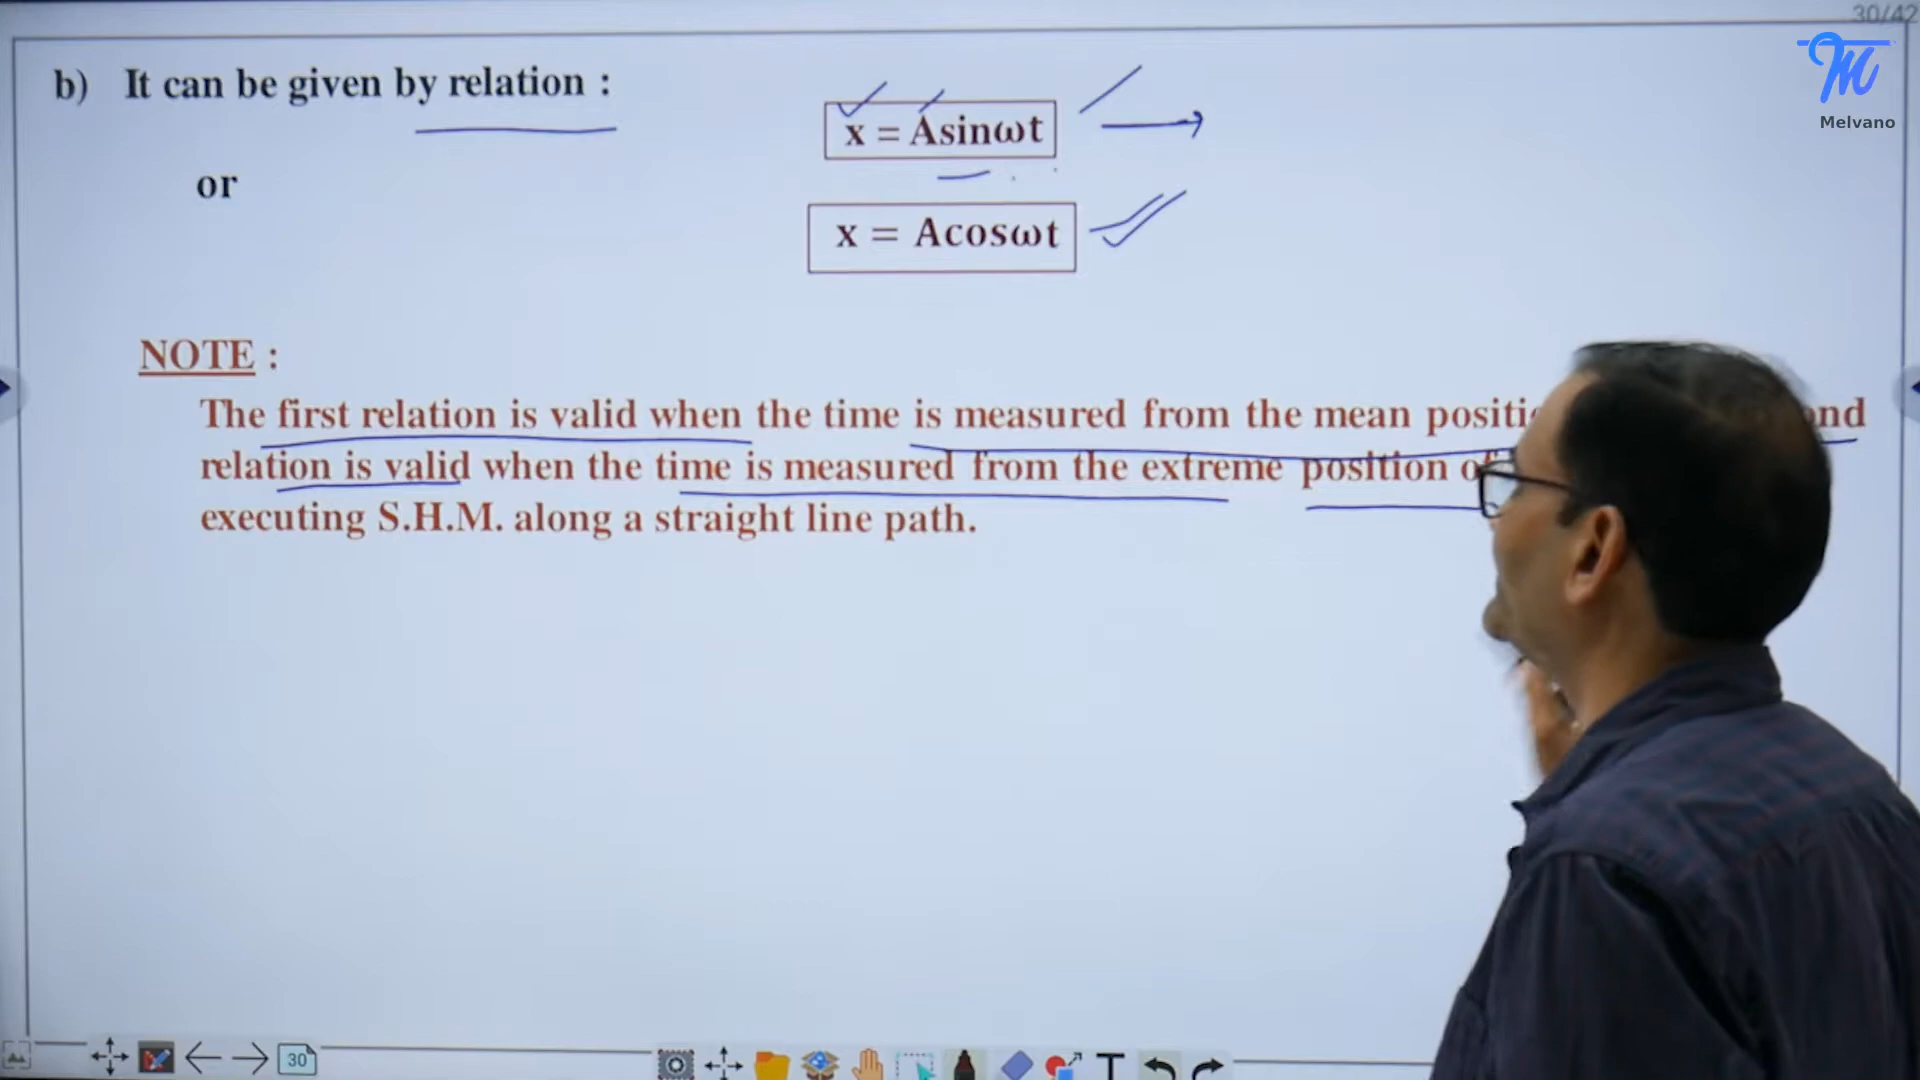 30/42
Melvano
b) It can be given by relation :
x = Asinωt
or
x = Acosωt
NOTE :
The first relation is valid when the time is measured from the mean
relation is valid when the time is measured from the extreme position
executing S.H.M. along a straight line path.
30